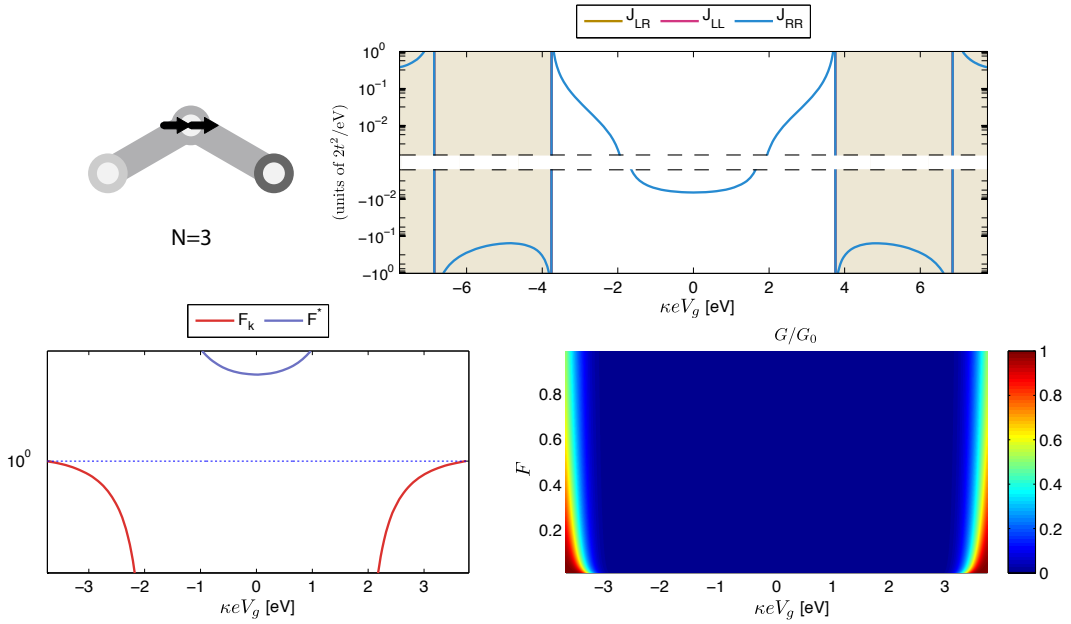 J_LR J_LL J_RR
10^0
10^-1
10^-2
-10^-2
-10^-1
-10^0
(units of 2t^2/eV)
−6 −4 −2 0 2 4 6
κeV_g [eV]
N=3
F_k F^*
10^0
−3 −2 −1 0 1 2 3
κeV_g [eV]
G/G_0
F
0.8
0.6
0.4
0.2
−3 −2 −1 0 1 2 3
κeV_g [eV]
1
0.8
0.6
0.4
0.2
0